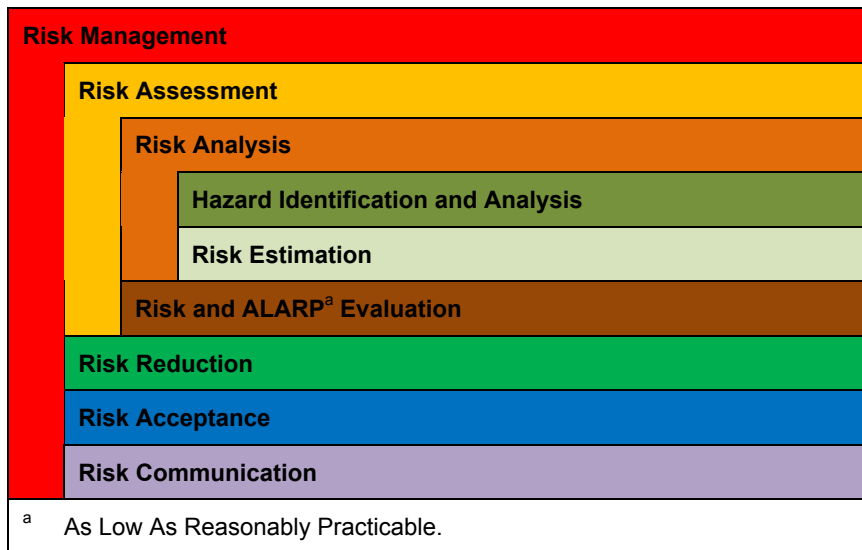 Risk Management
Risk Assessment
Risk Analysis
Hazard Identification and Analysis
Risk Estimation
Risk and ALARPᵃ Evaluation
Risk Reduction
Risk Acceptance
Risk Communication
ᵃ As Low As Reasonably Practicable.